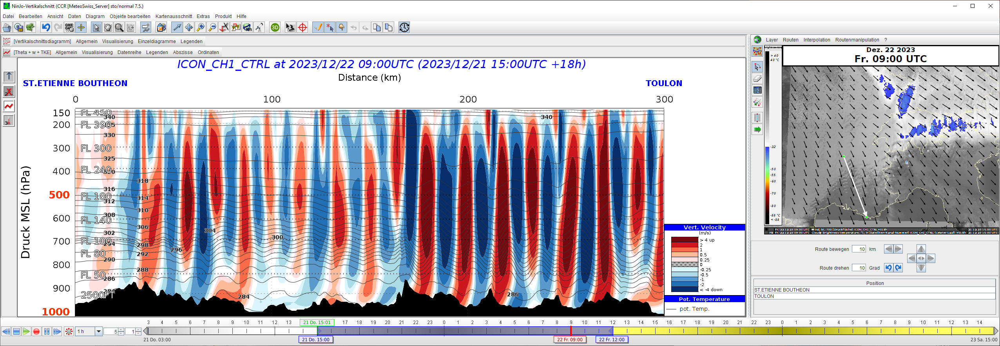 NinJo-Vertikalschnitt (CCR [MeteoSwiss_Server] sto/normal 7.5.)
Datei Bearbeiten Ansicht Daten Diagram Objekte bearbeiten Kartenausschnitt Extras Produkt Hilfe
GME
km
3D
[Vertikalschnittsdiagramm] Allgemein Visualisierung Einzeldiagramme Legenden
[Theta + w + TKE] Allgemein Visualisierung Datenreihe Legenden Abszisse Ordinaten
ICON_CH1_CTRL at 2023/12/22 09:00UTC (2023/12/21 15:00UTC +18h)
Distance (km)
ST.ETIENNE BOUTHEON
TOULON
0 100 200 300
Druck MSL (hPa)
150
200
300
400
500
600
700
800
900
1000
FL 450
FL 390
FL 300
FL 240
FL 180
FL 140
FL 100
FL 80
FL 50
2500FT
340 340
330
325
318
316
314
312
310
308
306
304
302
300
298
296
294
292
290
288
286 286
284
Vert. Velocity
(m/s)
> 4 up
2
1
0.5
0.25
0
-0.25
-0.5
-1
-2
< -4 down
Pot. Temperature
pot. Temp.
Layer Routen Interpolation Routenmanipulation ?
Dez. 22 2023
Fr. 09:00 UTC
> 40
40 °C
-32
-50
-55
-60
-70
-80
-88 °C
< -88
Fr. 22.12.23 09:00 UTC Wind, kt, 700 [Druckfläche] ICON_CH1_CTRL+018h 21.12.23 15:00 UTC
Fr. 22.12.23 09:00 UTC Cloudy brightness temperature, °C, 9 [Satelliten-Kanal-Nummer] ICON_CH1_CTRL (Letzter Lauf) +018h 21.12.23 15:00 UTC
Route bewegen 10 km
Route drehen 10 Grad
Position
ST.ETIENNE BOUTHEON
TOULON
3 4 5 6 7 8 9 10 11 12 13 21 Do. 15:01 17 18 19 20 21 22 23 0 1 2 3 4 5 6 7 8 9 10 11 12 13 14 15 16 17 18 19 20 21 22 23 0 1 2 3 4 5 6 7 8 9 10 11 12 13 14
1 h 5 1
21 Do. 03:00 21 Do. 15:00 22 Fr. 09:00 22 Fr. 12:00 23 Sa. 15:00